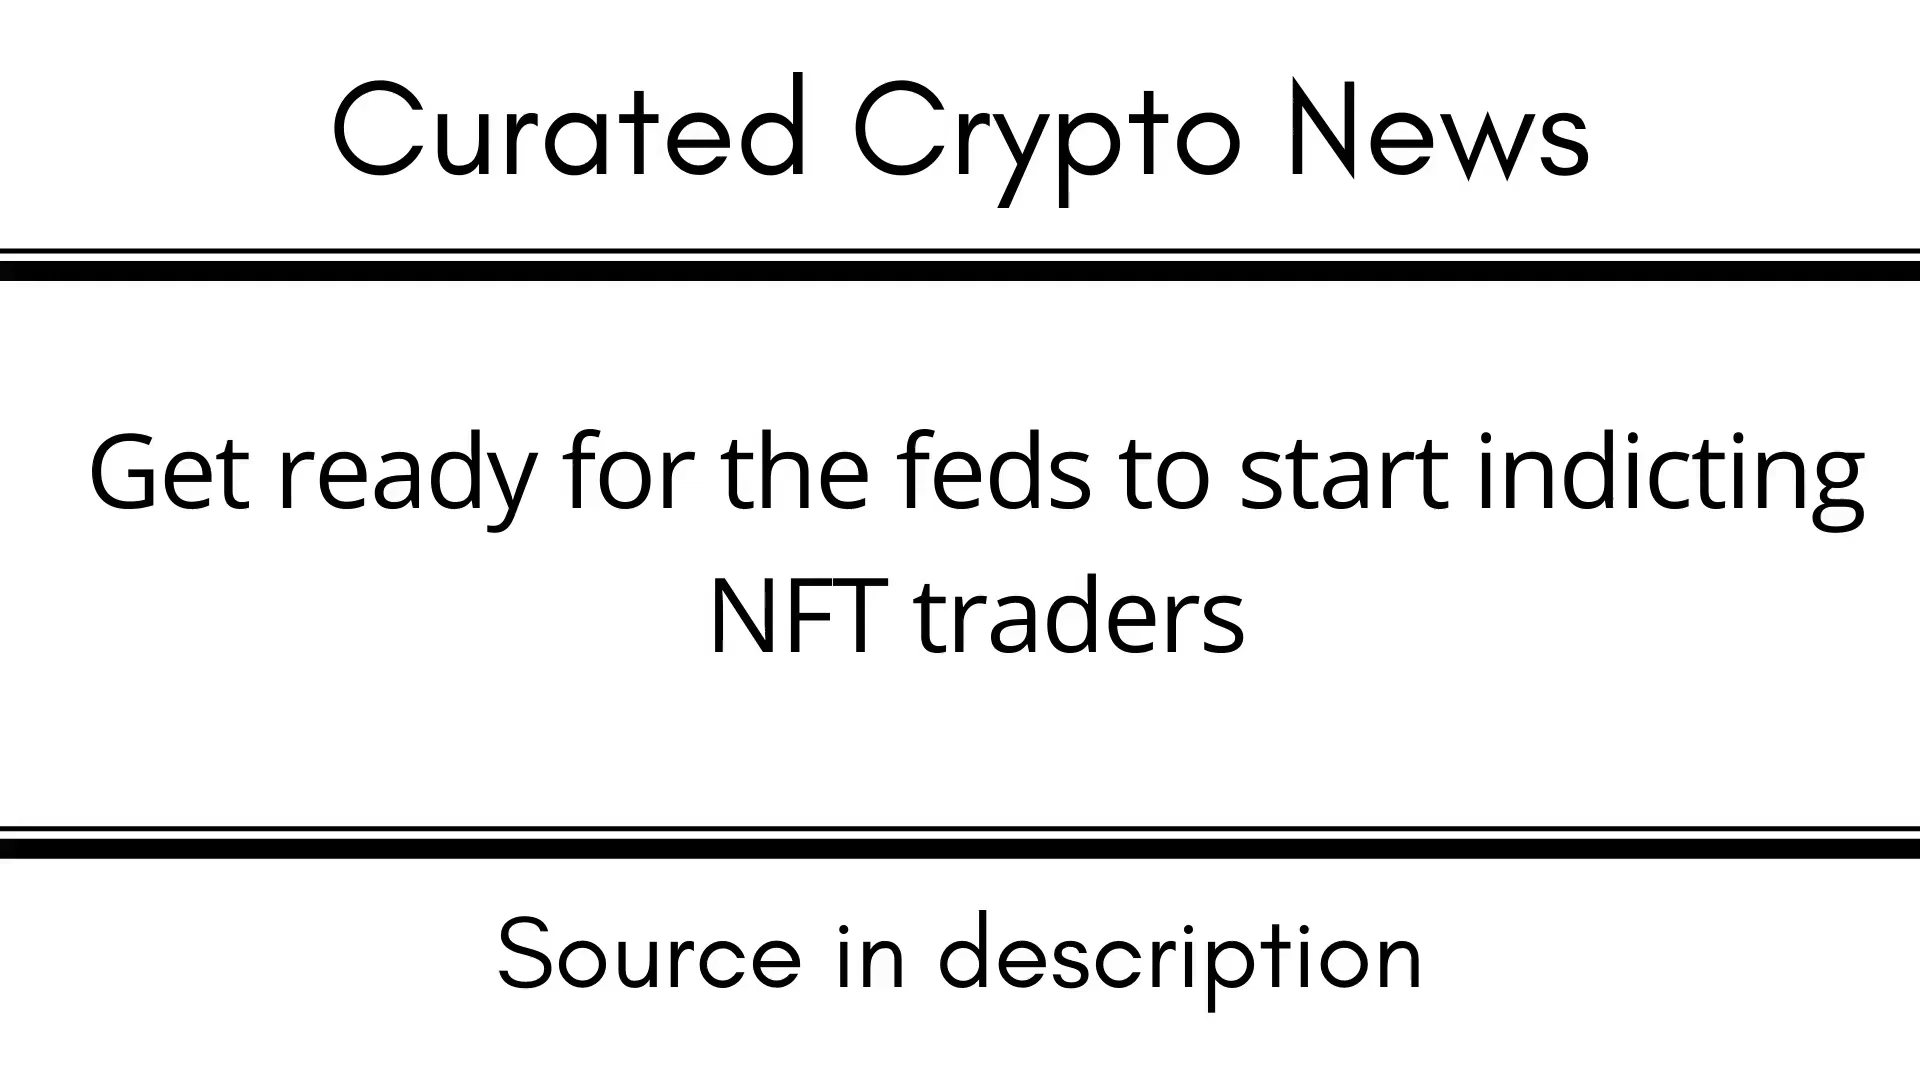 Curated Crypto News
Get ready for the feds to start indicting
NFT traders
Source in description